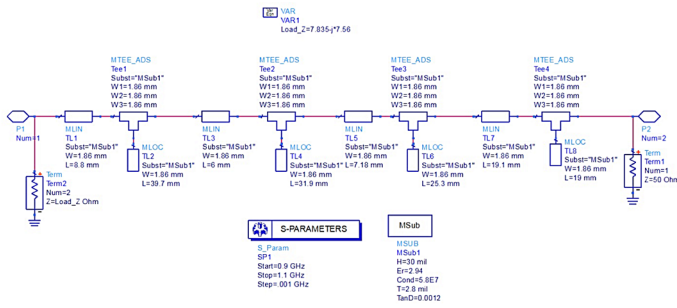 VAR
VAR1
Load_Z=7.835-j*7.56
MTEE_ADS
Tee1
Subst="MSub1"
W1=1.86 mm
W2=1.86 mm
W3=1.86 mm
MTEE_ADS
Tee2
Subst="MSub1"
W1=1.86 mm
W2=1.86 mm
W3=1.86 mm
MTEE_ADS
Tee3
Subst="MSub1"
W1=1.86 mm
W2=1.86 mm
W3=1.86 mm
MTEE_ADS
Tee4
Subst="MSub1"
W1=1.86 mm
W2=1.86 mm
W3=1.86 mm
P1
Num=1
MLIN
TL1
Subst="MSub1"
W=1.86 mm
L=8.8 mm
MLOC
TL2
Subst="MSub1"
W=1.86 mm
L=39.7 mm
MLIN
TL3
Subst="MSub1"
W=1.86 mm
L=6 mm
MLOC
TL4
Subst="MSub1"
W=1.86 mm
L=31.9 mm
MLIN
TL5
Subst="MSub1"
W=1.86 mm
L=7.18 mm
MLOC
TL6
Subst="MSub1"
W=1.86 mm
L=25.3 mm
MLIN
TL7
Subst="MSub1"
W=1.86 mm
L=19.1 mm
MLOC
TL8
Subst="MSub1"
W=1.86 mm
L=19 mm
P2
Num=2
Term
Term2
Num=2
Z=Load_Z Ohm
Term
Term1
Num=1
Z=50 Ohm
S-PARAMETERS
S_Param
SP1
Start=0.9 GHz
Stop=1.1 GHz
Step=.001 GHz
MSub
MSUB
MSub1
H=30 mil
Er=2.94
Cond=5.8E7
T=2.8 mil
TanD=0.0012